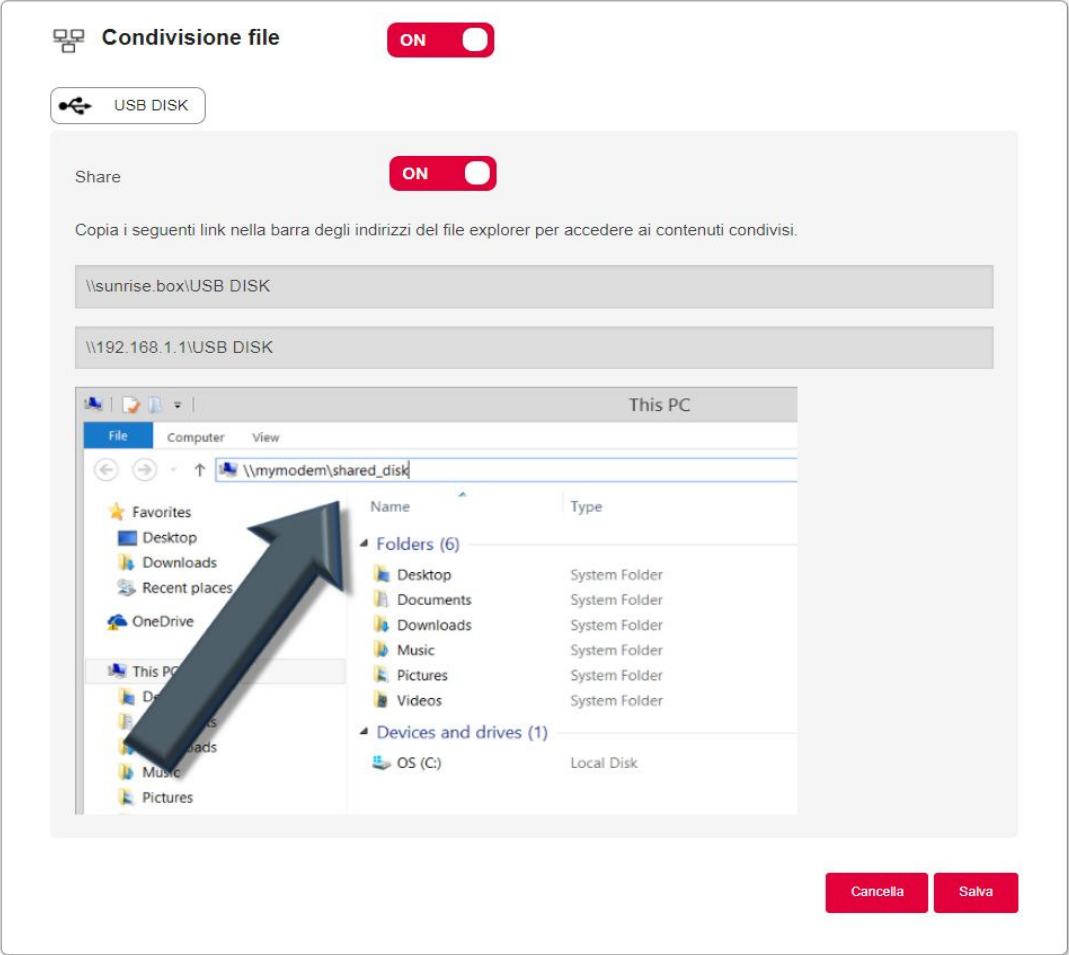 Condivisione file
ON
USB DISK
Share
ON
Copia i seguenti link nella barra degli indirizzi del file explorer per accedere ai contenuti condivisi.
\\sunrise.box\USB DISK
\\192.168.1.1\USB DISK
This PC
File Computer View
\\mymodem\shared_disk
Name Type
Favorites
Desktop
Downloads
Recent places
OneDrive
This PC
Music
Pictures
Folders (6)
Desktop System Folder
Documents System Folder
Downloads System Folder
Music System Folder
Pictures System Folder
Videos System Folder
Devices and drives (1)
OS (C:) Local Disk
Cancella Salva